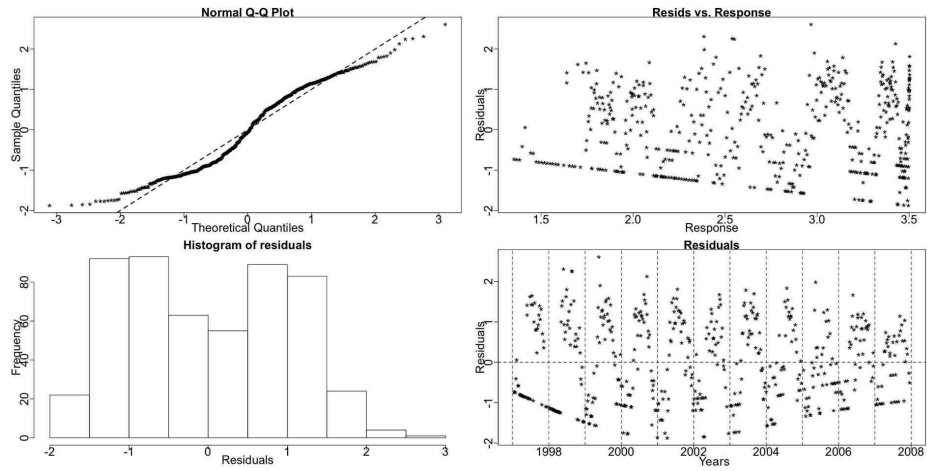 Normal Q-Q Plot
Sample Quantiles
2
1
0
-1
-2
-3 -2 -1 0 1 2 3
Theoretical Quantiles
Resids vs. Response
Residuals
2
1
0
-1
-2
1.5 2.0 2.5 3.0 3.5
Response
Histogram of residuals
Frequency
80
60
40
20
0
-2 -1 0 1 2 3
Residuals
Residuals
Residuals
2
1
0
-1
-2
1998 2000 2002 2004 2006 2008
Years